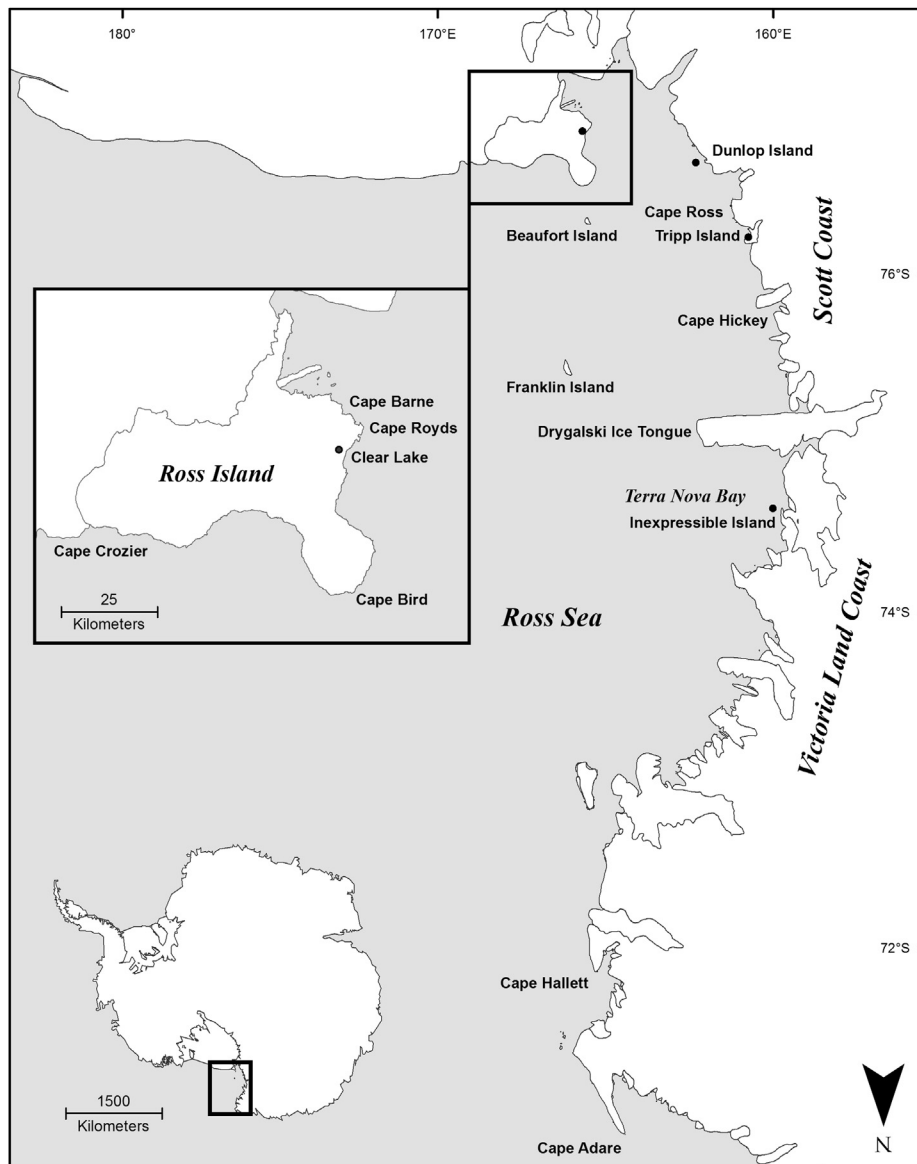 180°
170°E
160°E
Dunlop Island
Cape Ross
Beaufort Island
Tripp Island
Scott Coast
76°S
Cape Hickey
Franklin Island
Cape Barne
Cape Royds
Drygalski Ice Tongue
Clear Lake
Ross Island
Terra Nova Bay
Inexpressible Island
Cape Crozier
25
Kilometers
Cape Bird
Ross Sea
74°S
Victoria Land Coast
72°S
Cape Hallett
1500
Kilometers
N
Cape Adare